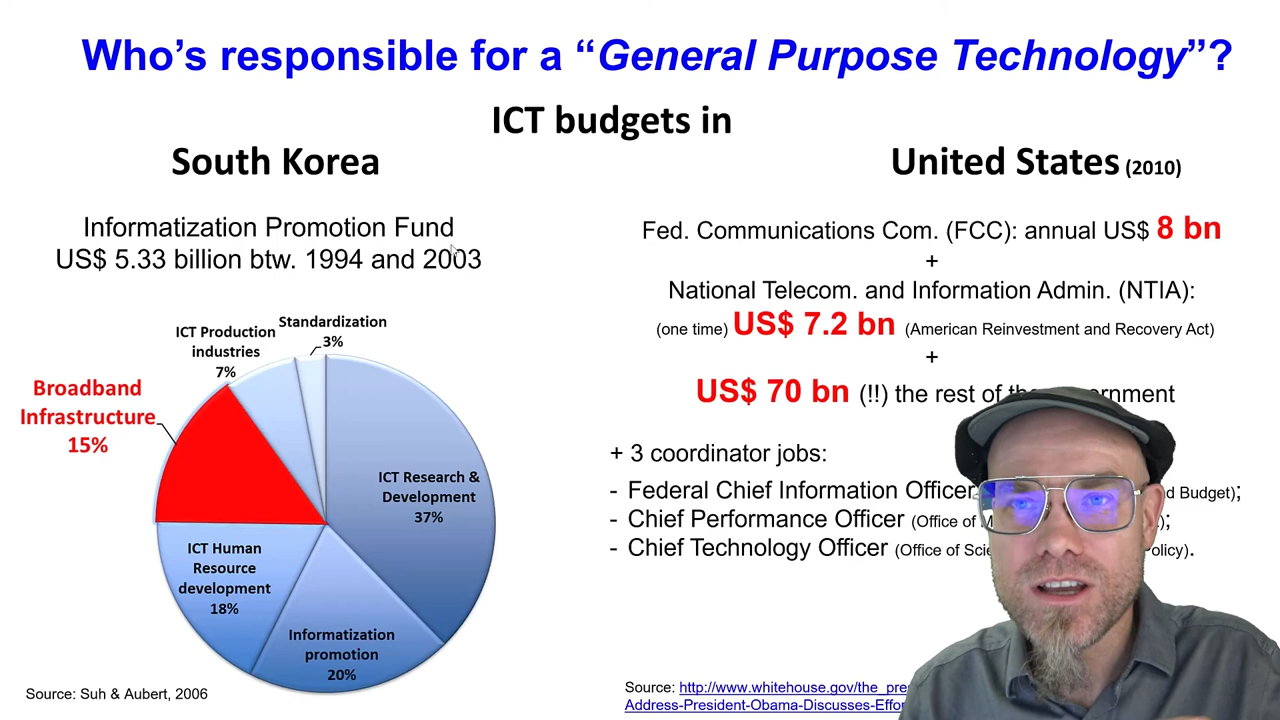 Who's responsible for a “General Purpose Technology”?
ICT budgets in
South Korea
United States (2010)
Informatization Promotion Fund
US$ 5.33 billion btw. 1994 and 2003
Standardization
3%
ICT Production
industries
7%
Broadband
Infrastructure
15%
ICT Research &
Development
37%
ICT Human
Resource
development
18%
Informatization
promotion
20%
Source: Suh & Aubert, 2006
Fed. Communications Com. (FCC): annual US$ 8 bn
+
National Telecom. and Information Admin. (NTIA):
(one time) US$ 7.2 bn (American Reinvestment and Recovery Act)
+
US$ 70 bn (!!) the rest of the government
+ 3 coordinator jobs:
- Federal Chief Information Officer d Budget);
- Chief Performance Officer (Office of );
- Chief Technology Officer (Office of olicy).
Source: http://www.whitehouse.gov/the_pre
Address-President-Obama-Discusses-Effor